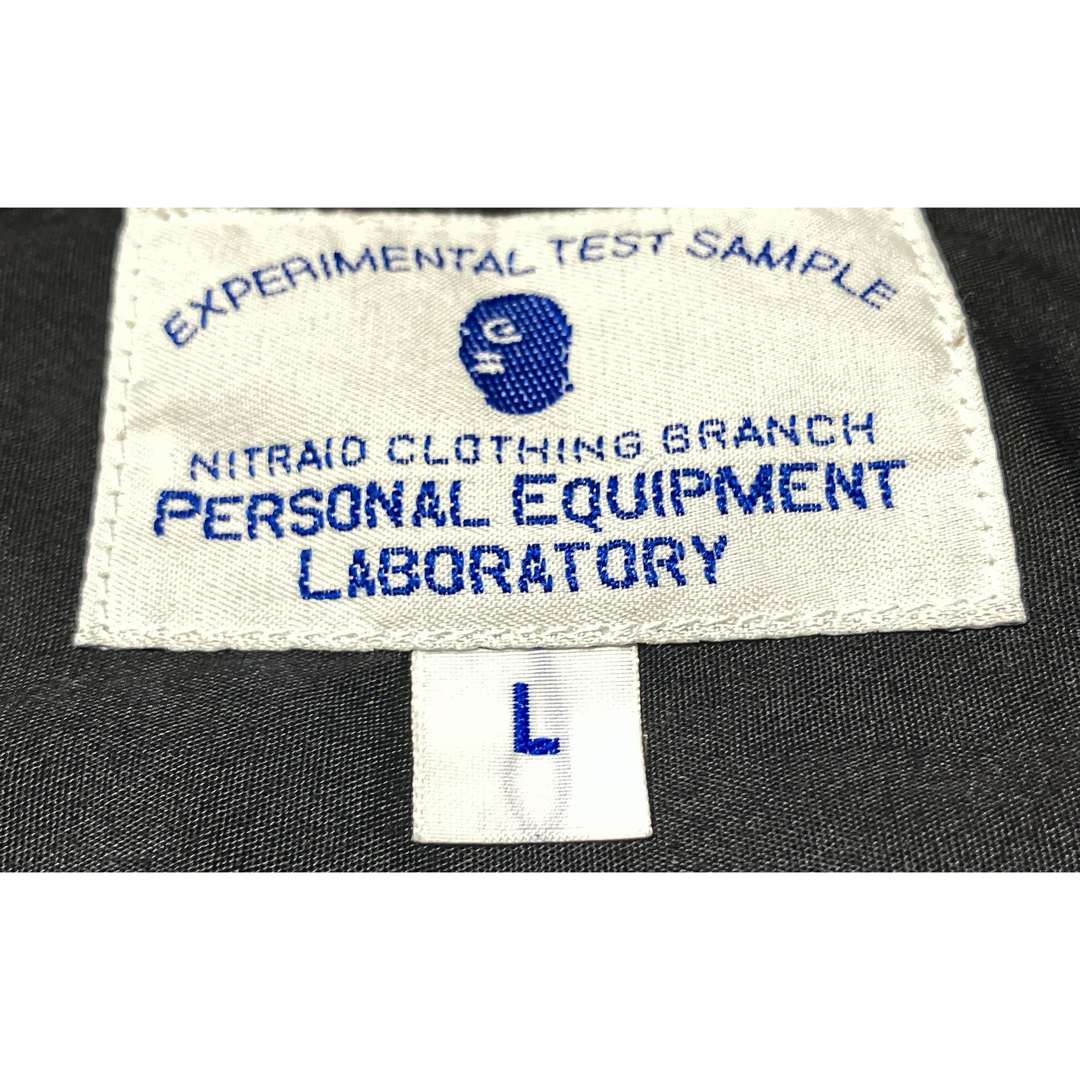 EXPERIMENTAL TEST SAMPLE
NITRAID CLOTHING BRANCH
PERSONAL EQUIPMENT
LABORATORY
L